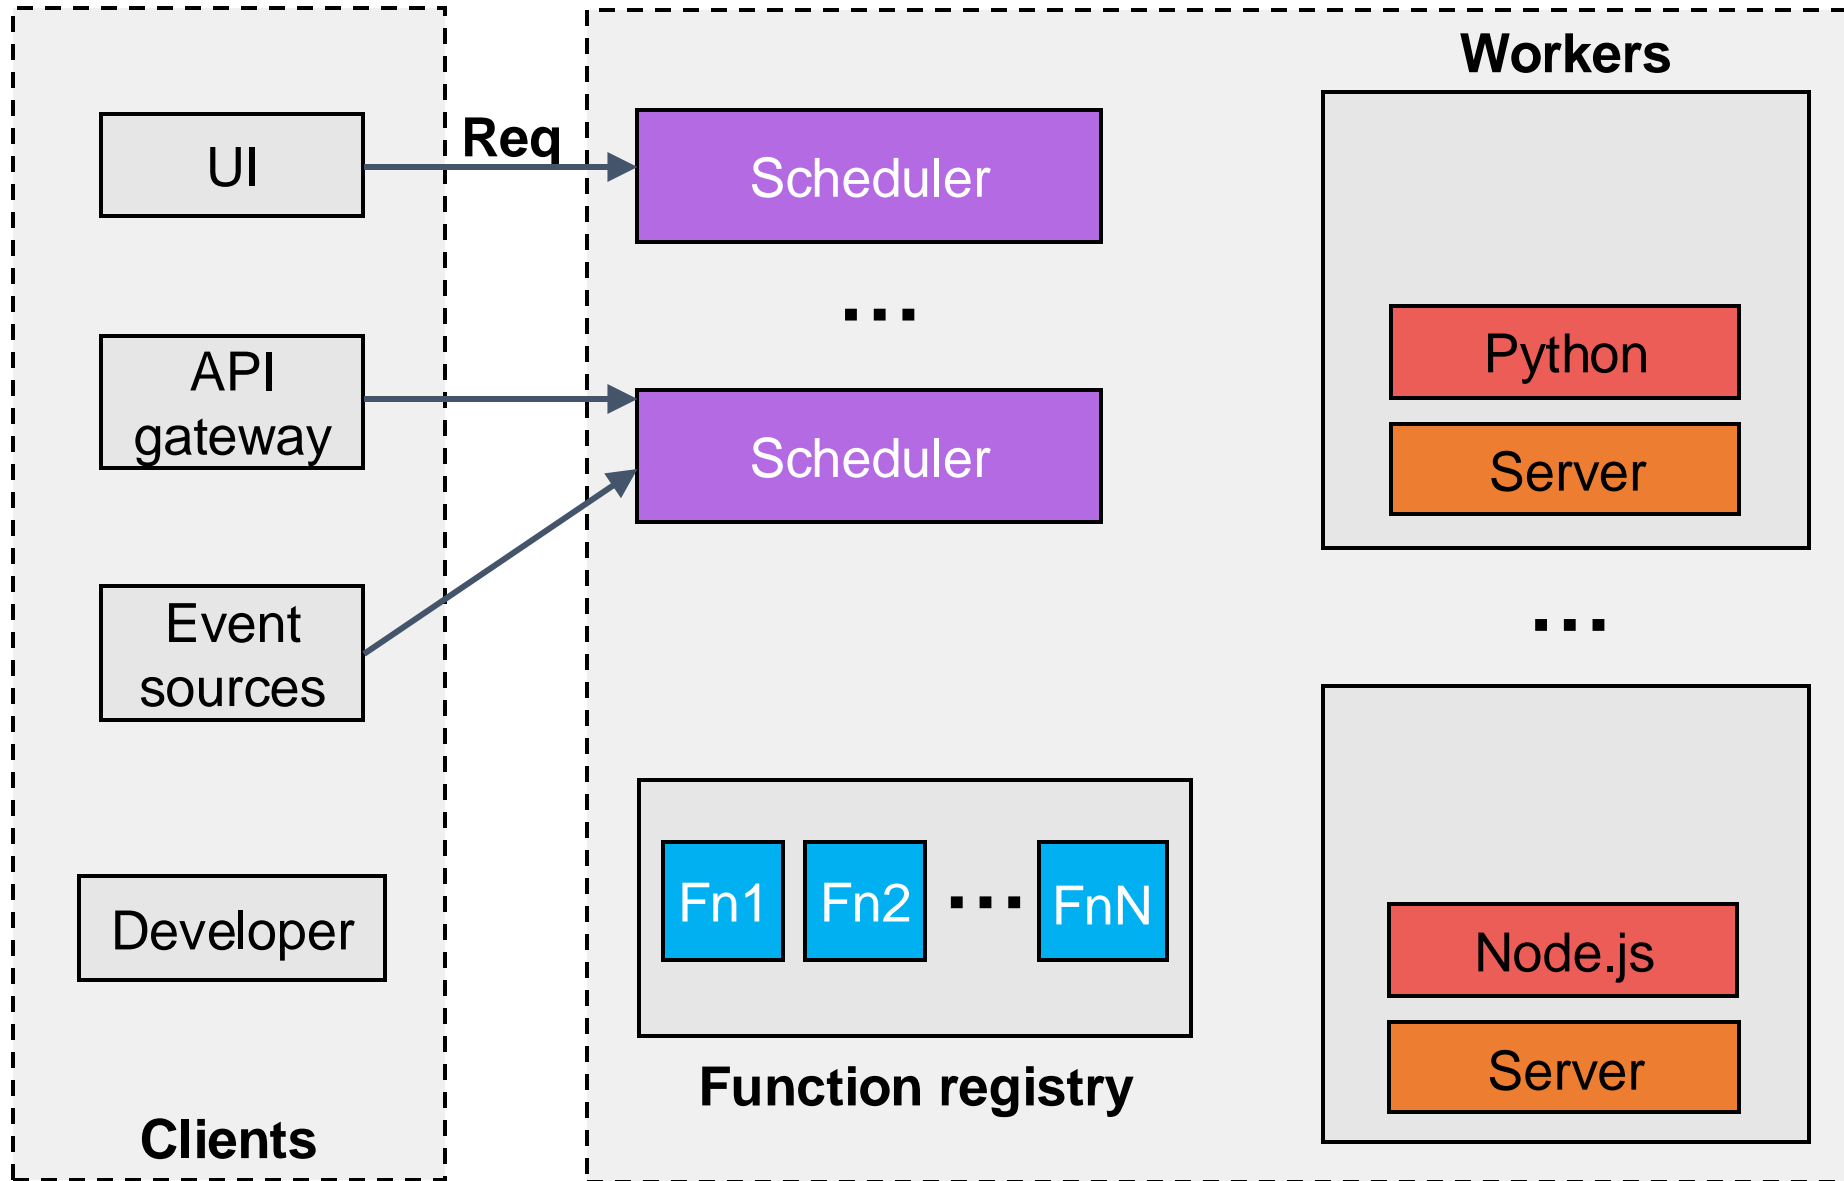 Workers
UI
Req
Scheduler
...
API
gateway
Scheduler
Python
Server
Event
sources
...
Developer
Fn1 Fn2 ... FnN
Node.js
Server
Function registry
Clients